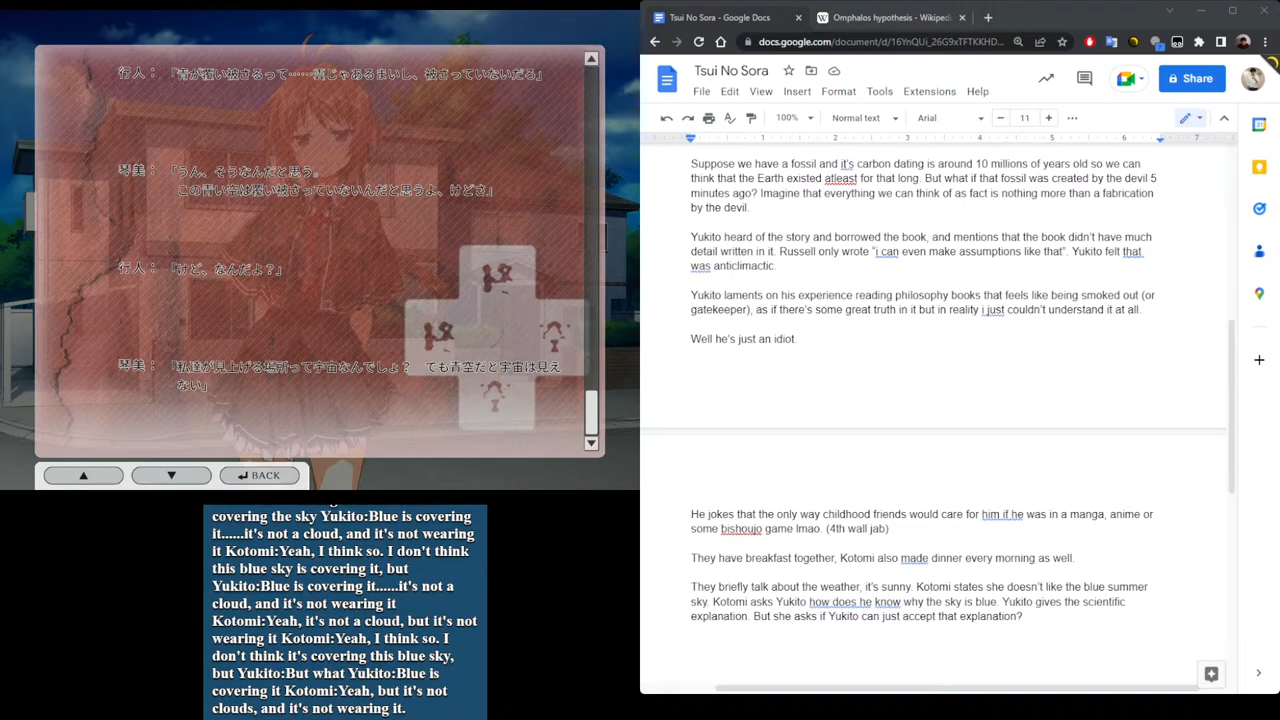 行人：「青が覆い被さるって……雲じゃあるまいし、被さっていないだろ」
琴美：「うん、そうなんだと思う。
この青い空は覆い被さっていないんだと思うよ、けどさ」
行人：「けど、なんだよ？」
琴美：「私達が見上げる場所って宇宙なんでしょ？　でも青空だと宇宙は見え
ない」
BACK
covering the sky Yukito:Blue is covering
it......it's not a cloud, and it's not wearing
it Kotomi:Yeah, I think so. I don't think
this blue sky is covering it, but
Yukito:Blue is covering it......it's not a
cloud, and it's not wearing it
Kotomi:Yeah, it's not a cloud, but it's not
wearing it Kotomi:Yeah, I think so. I
don't think it's covering this blue sky,
but Yukito:But what Yukito:Blue is
covering it Kotomi:Yeah, but it's not
clouds, and it's not wearing it.
Tsui No Sora - Google Docs
Omphalos hypothesis - Wikiped
docs.google.com/document/d/16YnQUi_26G9xTFTKKHD...
Tsui No Sora
Share
File Edit View Insert Format Tools Extensions Help
100% Normal text Arial 11
1 2 3 4 5 6 7
Suppose we have a fossil and it's carbon dating is around 10 millions of years old so we can
think that the Earth existed atleast for that long. But what if that fossil was created by the devil 5
minutes ago? Imagine that everything we can think of as fact is nothing more than a fabrication
by the devil.
Yukito heard of the story and borrowed the book, and mentions that the book didn't have much
detail written in it. Russell only wrote “i can even make assumptions like that”. Yukito felt that
was anticlimactic.
Yukito laments on his experience reading philosophy books that feels like being smoked out (or
gatekeeper), as if there's some great truth in it but in reality i just couldn't understand it at all.
Well he's just an idiot.
He jokes that the only way childhood friends would care for him if he was in a manga, anime or
some bishoujo game lmao. (4th wall jab)
They have breakfast together, Kotomi also made dinner every morning as well.
They briefly talk about the weather, it's sunny. Kotomi states she doesn't like the blue summer
sky. Kotomi asks Yukito how does he know why the sky is blue. Yukito gives the scientific
explanation. But she asks if Yukito can just accept that explanation?